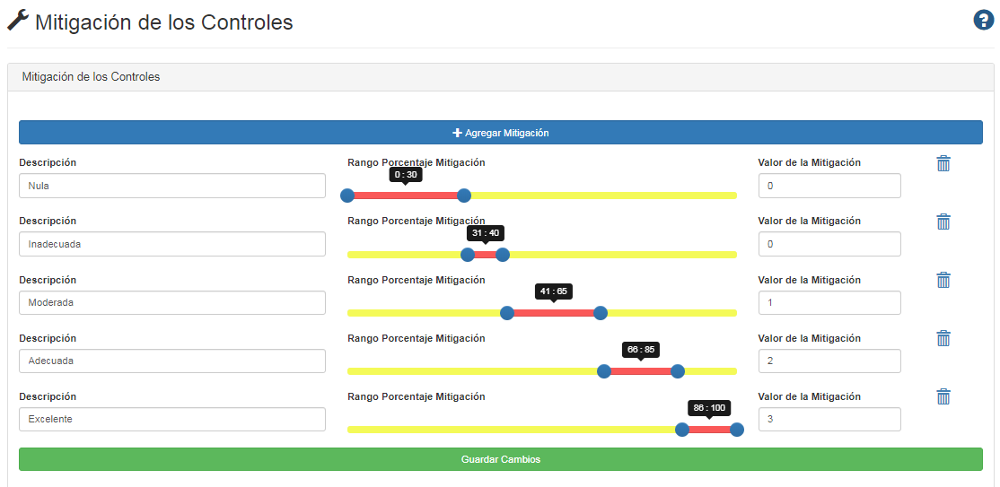 Mitigación de los Controles
?
Mitigación de los Controles
+ Agregar Mitigación
Descripción Rango Porcentaje Mitigación Valor de la Mitigación
0 : 30
Nula 0
Descripción Rango Porcentaje Mitigación Valor de la Mitigación
31 : 40
Inadecuada 0
Descripción Rango Porcentaje Mitigación Valor de la Mitigación
41 : 65
Moderada 1
Descripción Rango Porcentaje Mitigación Valor de la Mitigación
66 : 85
Adecuada 2
Descripción Rango Porcentaje Mitigación Valor de la Mitigación
86 : 100
Excelente 3
Guardar Cambios